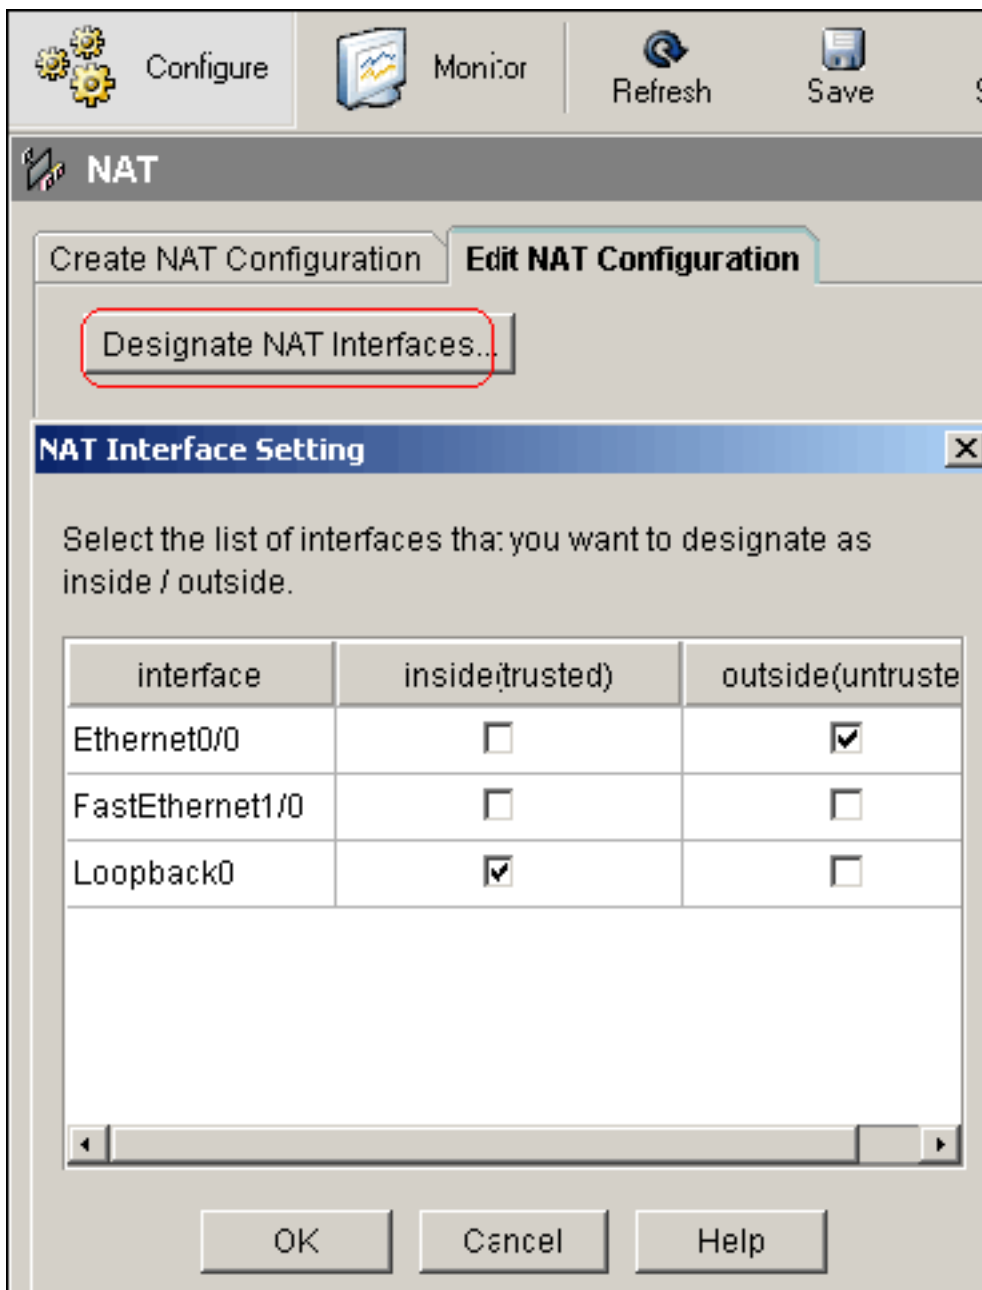 Configure
Monitor
Refresh
Save
S
NAT
Create NAT Configuration
Edit NAT Configuration
Designate NAT Interfaces...
NAT Interface Setting
Select the list of interfaces that you want to designate as
inside / outside.
interface inside(trusted) outside(untruste
Ethernet0/0
FastEthernet1/0
Loopback0
OK Cancel Help